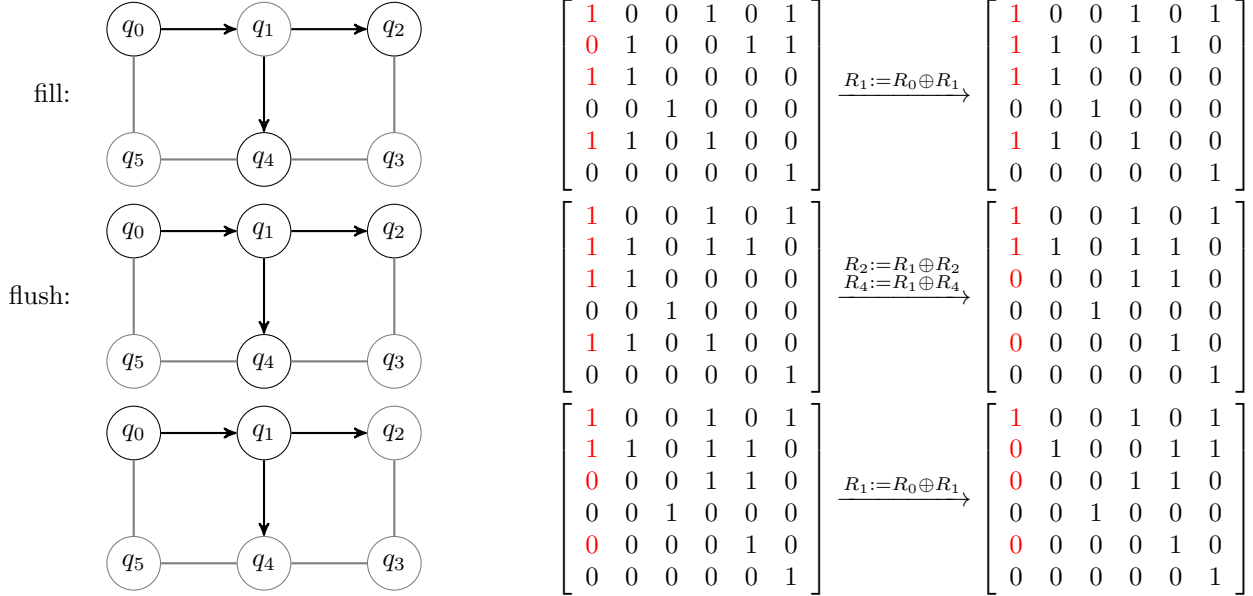 q₀ q₁ q₂
fill:
q₅ q₄ q₃
1 0 0 1 0 1
0 1 0 0 1 1
1 1 0 0 0 0
0 0 1 0 0 0
1 1 0 1 0 0
0 0 0 0 0 1
R₁:=R₀⊕R₁
1 0 0 1 0 1
1 1 0 1 1 0
1 1 0 0 0 0
0 0 1 0 0 0
1 1 0 1 0 0
0 0 0 0 0 1
q₀ q₁ q₂
flush:
q₅ q₄ q₃
1 0 0 1 0 1
1 1 0 1 1 0
1 1 0 0 0 0
0 0 1 0 0 0
1 1 0 1 0 0
0 0 0 0 0 1
R₂:=R₁⊕R₂
R₄:=R₁⊕R₄
1 0 0 1 0 1
1 1 0 1 1 0
0 0 0 1 1 0
0 0 1 0 0 0
0 0 0 0 1 0
0 0 0 0 0 1
q₀ q₁ q₂
q₅ q₄ q₃
1 0 0 1 0 1
1 1 0 1 1 0
0 0 0 1 1 0
0 0 1 0 0 0
0 0 0 0 1 0
0 0 0 0 0 1
R₁:=R₀⊕R₁
1 0 0 1 0 1
0 1 0 0 1 1
0 0 0 1 1 0
0 0 1 0 0 0
0 0 0 0 1 0
0 0 0 0 0 1